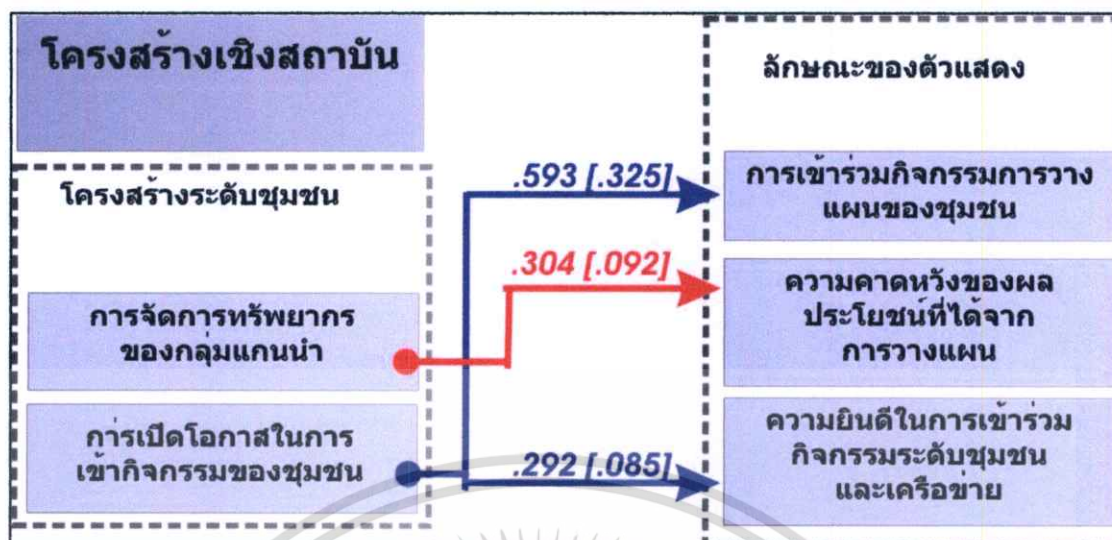 โครงสร้างเชิงสถาบัน
โครงสร้างระดับชุมชน
การจัดการทรัพยากร
ของกลุ่มแกนนำ
การเปิดโอกาสในการ
เข้ากิจกรรมของชุมชน
.593 [.325]
.304 [.092]
.292 [.085]
ลักษณะของตัวแสดง
การเข้าร่วมกิจกรรมการวาง
แผนของชุมชน
ความคาดหวังของผล
ประโยชน์ที่ได้จาก
การวางแผน
ความยินดีในการเข้าร่วม
กิจกรรมระดับชุมชน
และเครือข่าย